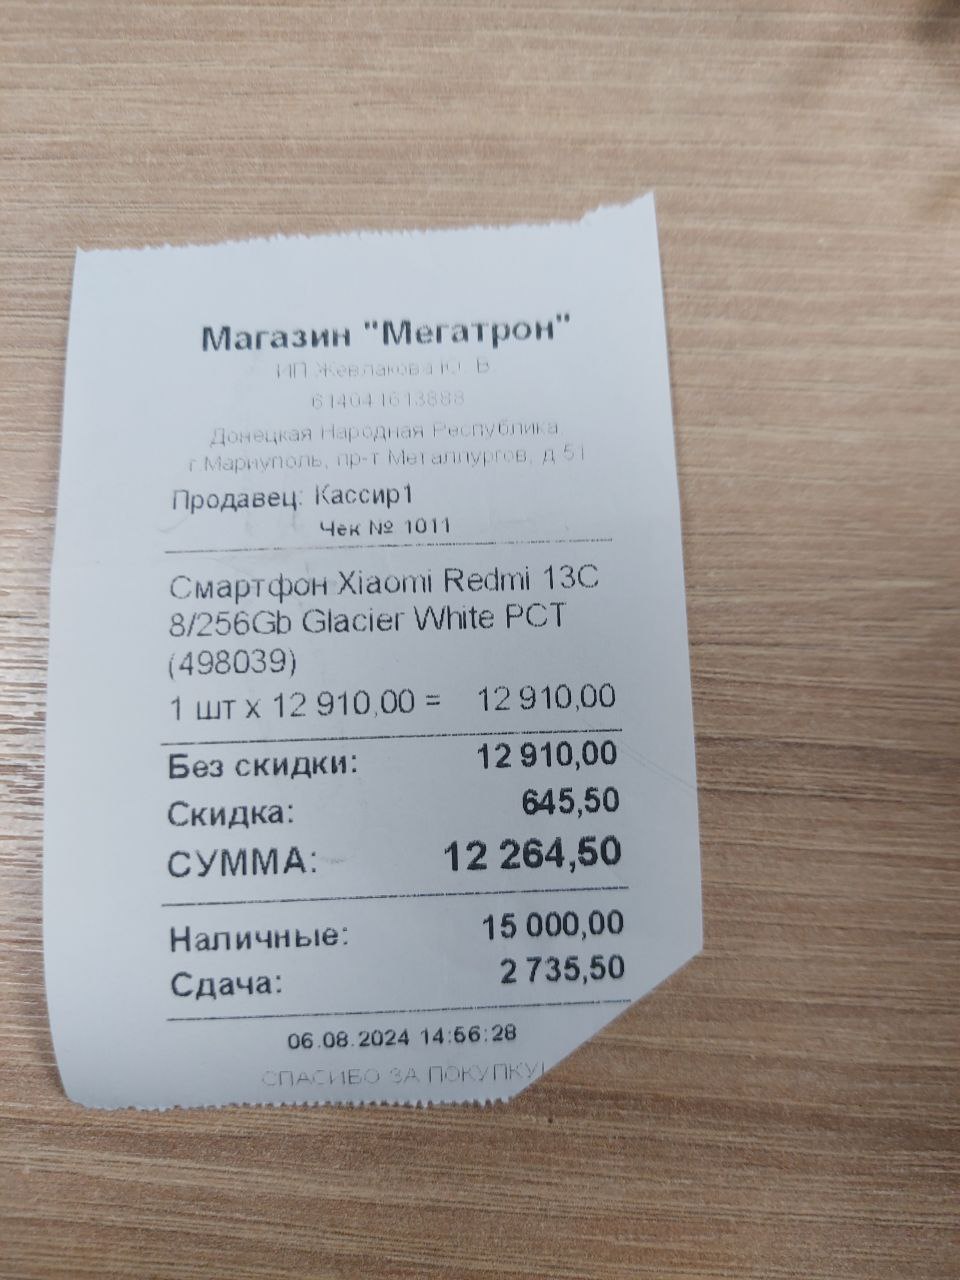 Магазин "Мегатрон"
ИП Жевлакова Ю. В
614041613888
Донецкая Народная Республика,
г.Мариуполь, пр-т Металлургов, д 51
Продавец: Кассир1
Чек № 1011
Смартфон Xiaomi Redmi 13C
8/256Gb Glacier White РСТ
(498039)
1 шт х 12 910,00 = 12 910,00
Без скидки: 12 910,00
Скидка: 645,50
СУММА: 12 264,50
Наличные: 15 000,00
Сдача: 2 735,50
06.08.2024 14:56:28
СПАСИБО ЗА ПОКУПКУ!